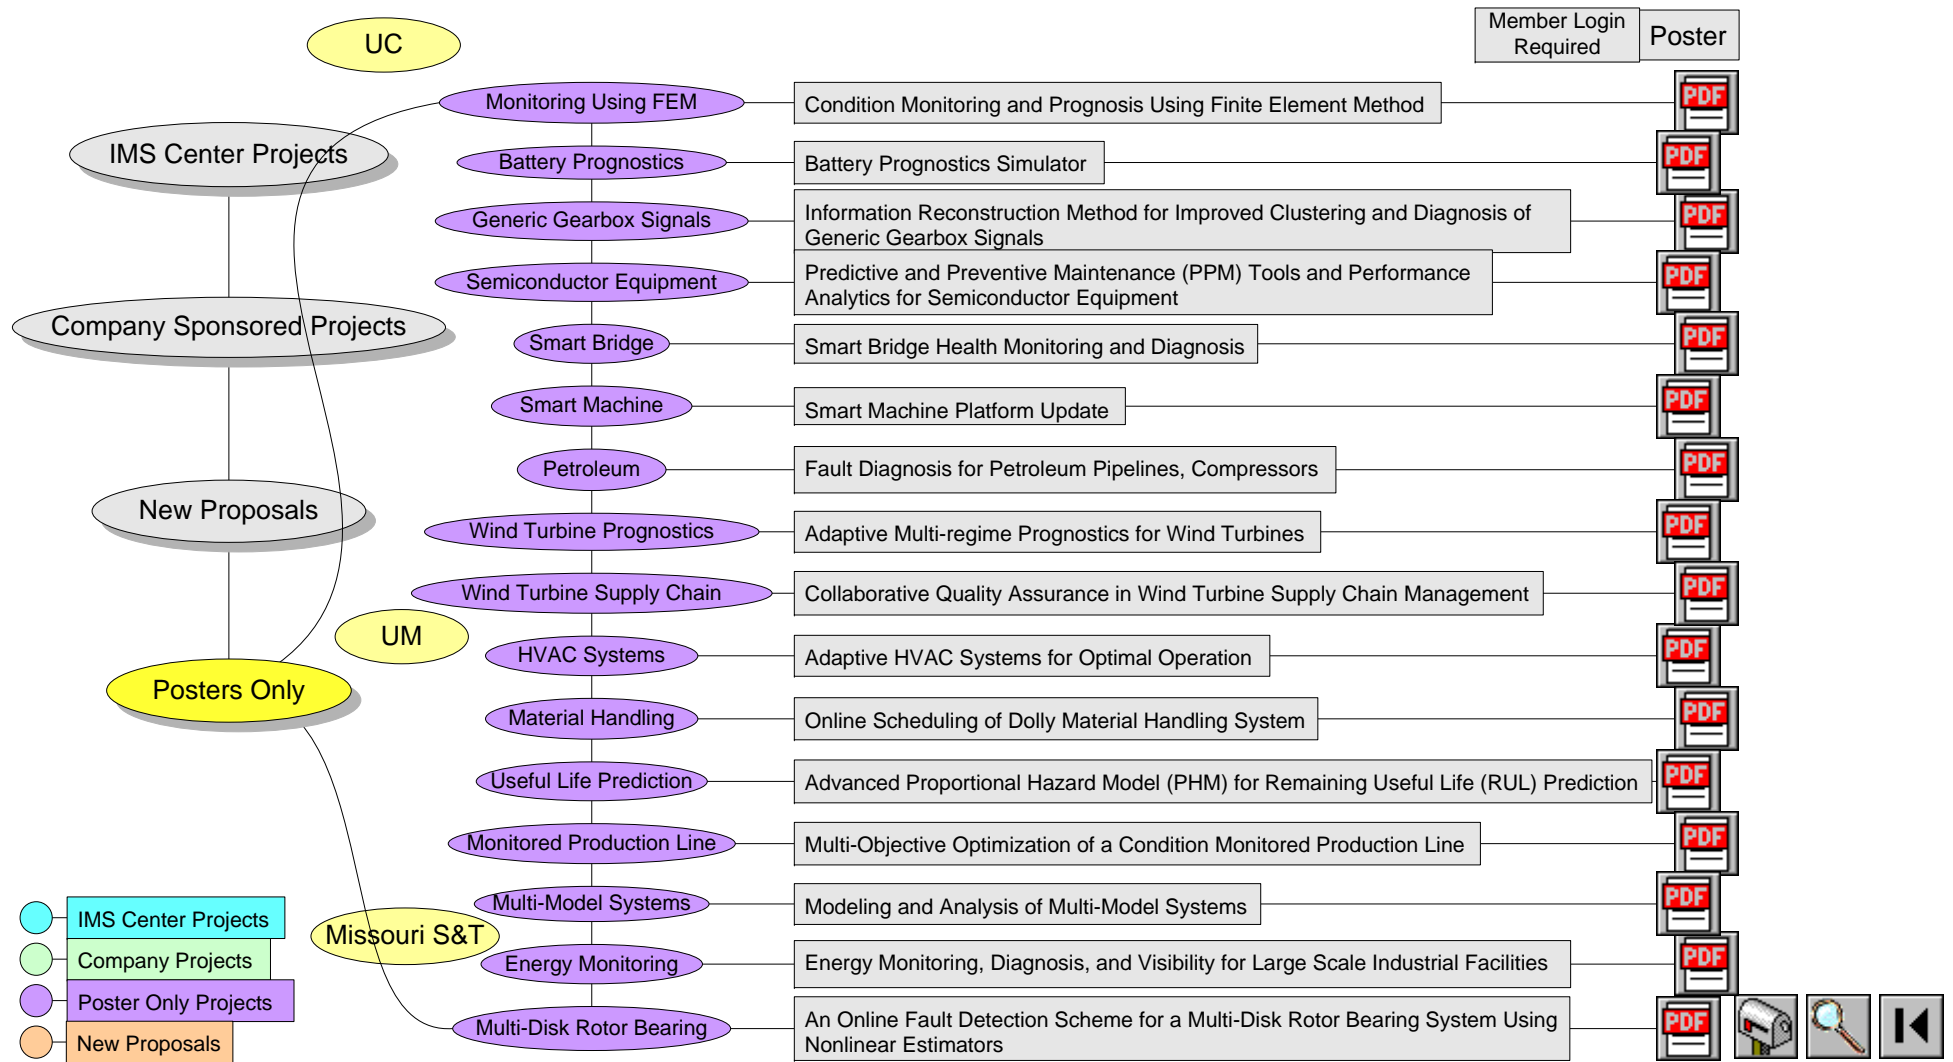 UC
Member Login
Required
Poster
Monitoring Using FEM
Condition Monitoring and Prognosis Using Finite Element Method
PDF
IMS Center Projects
Battery Prognostics
Battery Prognostics Simulator
PDF
Generic Gearbox Signals
Information Reconstruction Method for Improved Clustering and Diagnosis of
Generic Gearbox Signals
PDF
Semiconductor Equipment
Predictive and Preventive Maintenance (PPM) Tools and Performance
Analytics for Semiconductor Equipment
PDF
Company Sponsored Projects
Smart Bridge
Smart Bridge Health Monitoring and Diagnosis
PDF
Smart Machine
Smart Machine Platform Update
PDF
Petroleum
Fault Diagnosis for Petroleum Pipelines, Compressors
PDF
New Proposals
Wind Turbine Prognostics
Adaptive Multi-regime Prognostics for Wind Turbines
PDF
Wind Turbine Supply Chain
Collaborative Quality Assurance in Wind Turbine Supply Chain Management
PDF
UM
HVAC Systems
Adaptive HVAC Systems for Optimal Operation
PDF
Posters Only
Material Handling
Online Scheduling of Dolly Material Handling System
PDF
Useful Life Prediction
Advanced Proportional Hazard Model (PHM) for Remaining Useful Life (RUL) Prediction
PDF
Monitored Production Line
Multi-Objective Optimization of a Condition Monitored Production Line
PDF
Multi-Model Systems
Modeling and Analysis of Multi-Model Systems
PDF
Missouri S&T
Energy Monitoring
Energy Monitoring, Diagnosis, and Visibility for Large Scale Industrial Facilities
PDF
Multi-Disk Rotor Bearing
An Online Fault Detection Scheme for a Multi-Disk Rotor Bearing System Using
Nonlinear Estimators
PDF
IMS Center Projects
Company Projects
Poster Only Projects
New Proposals